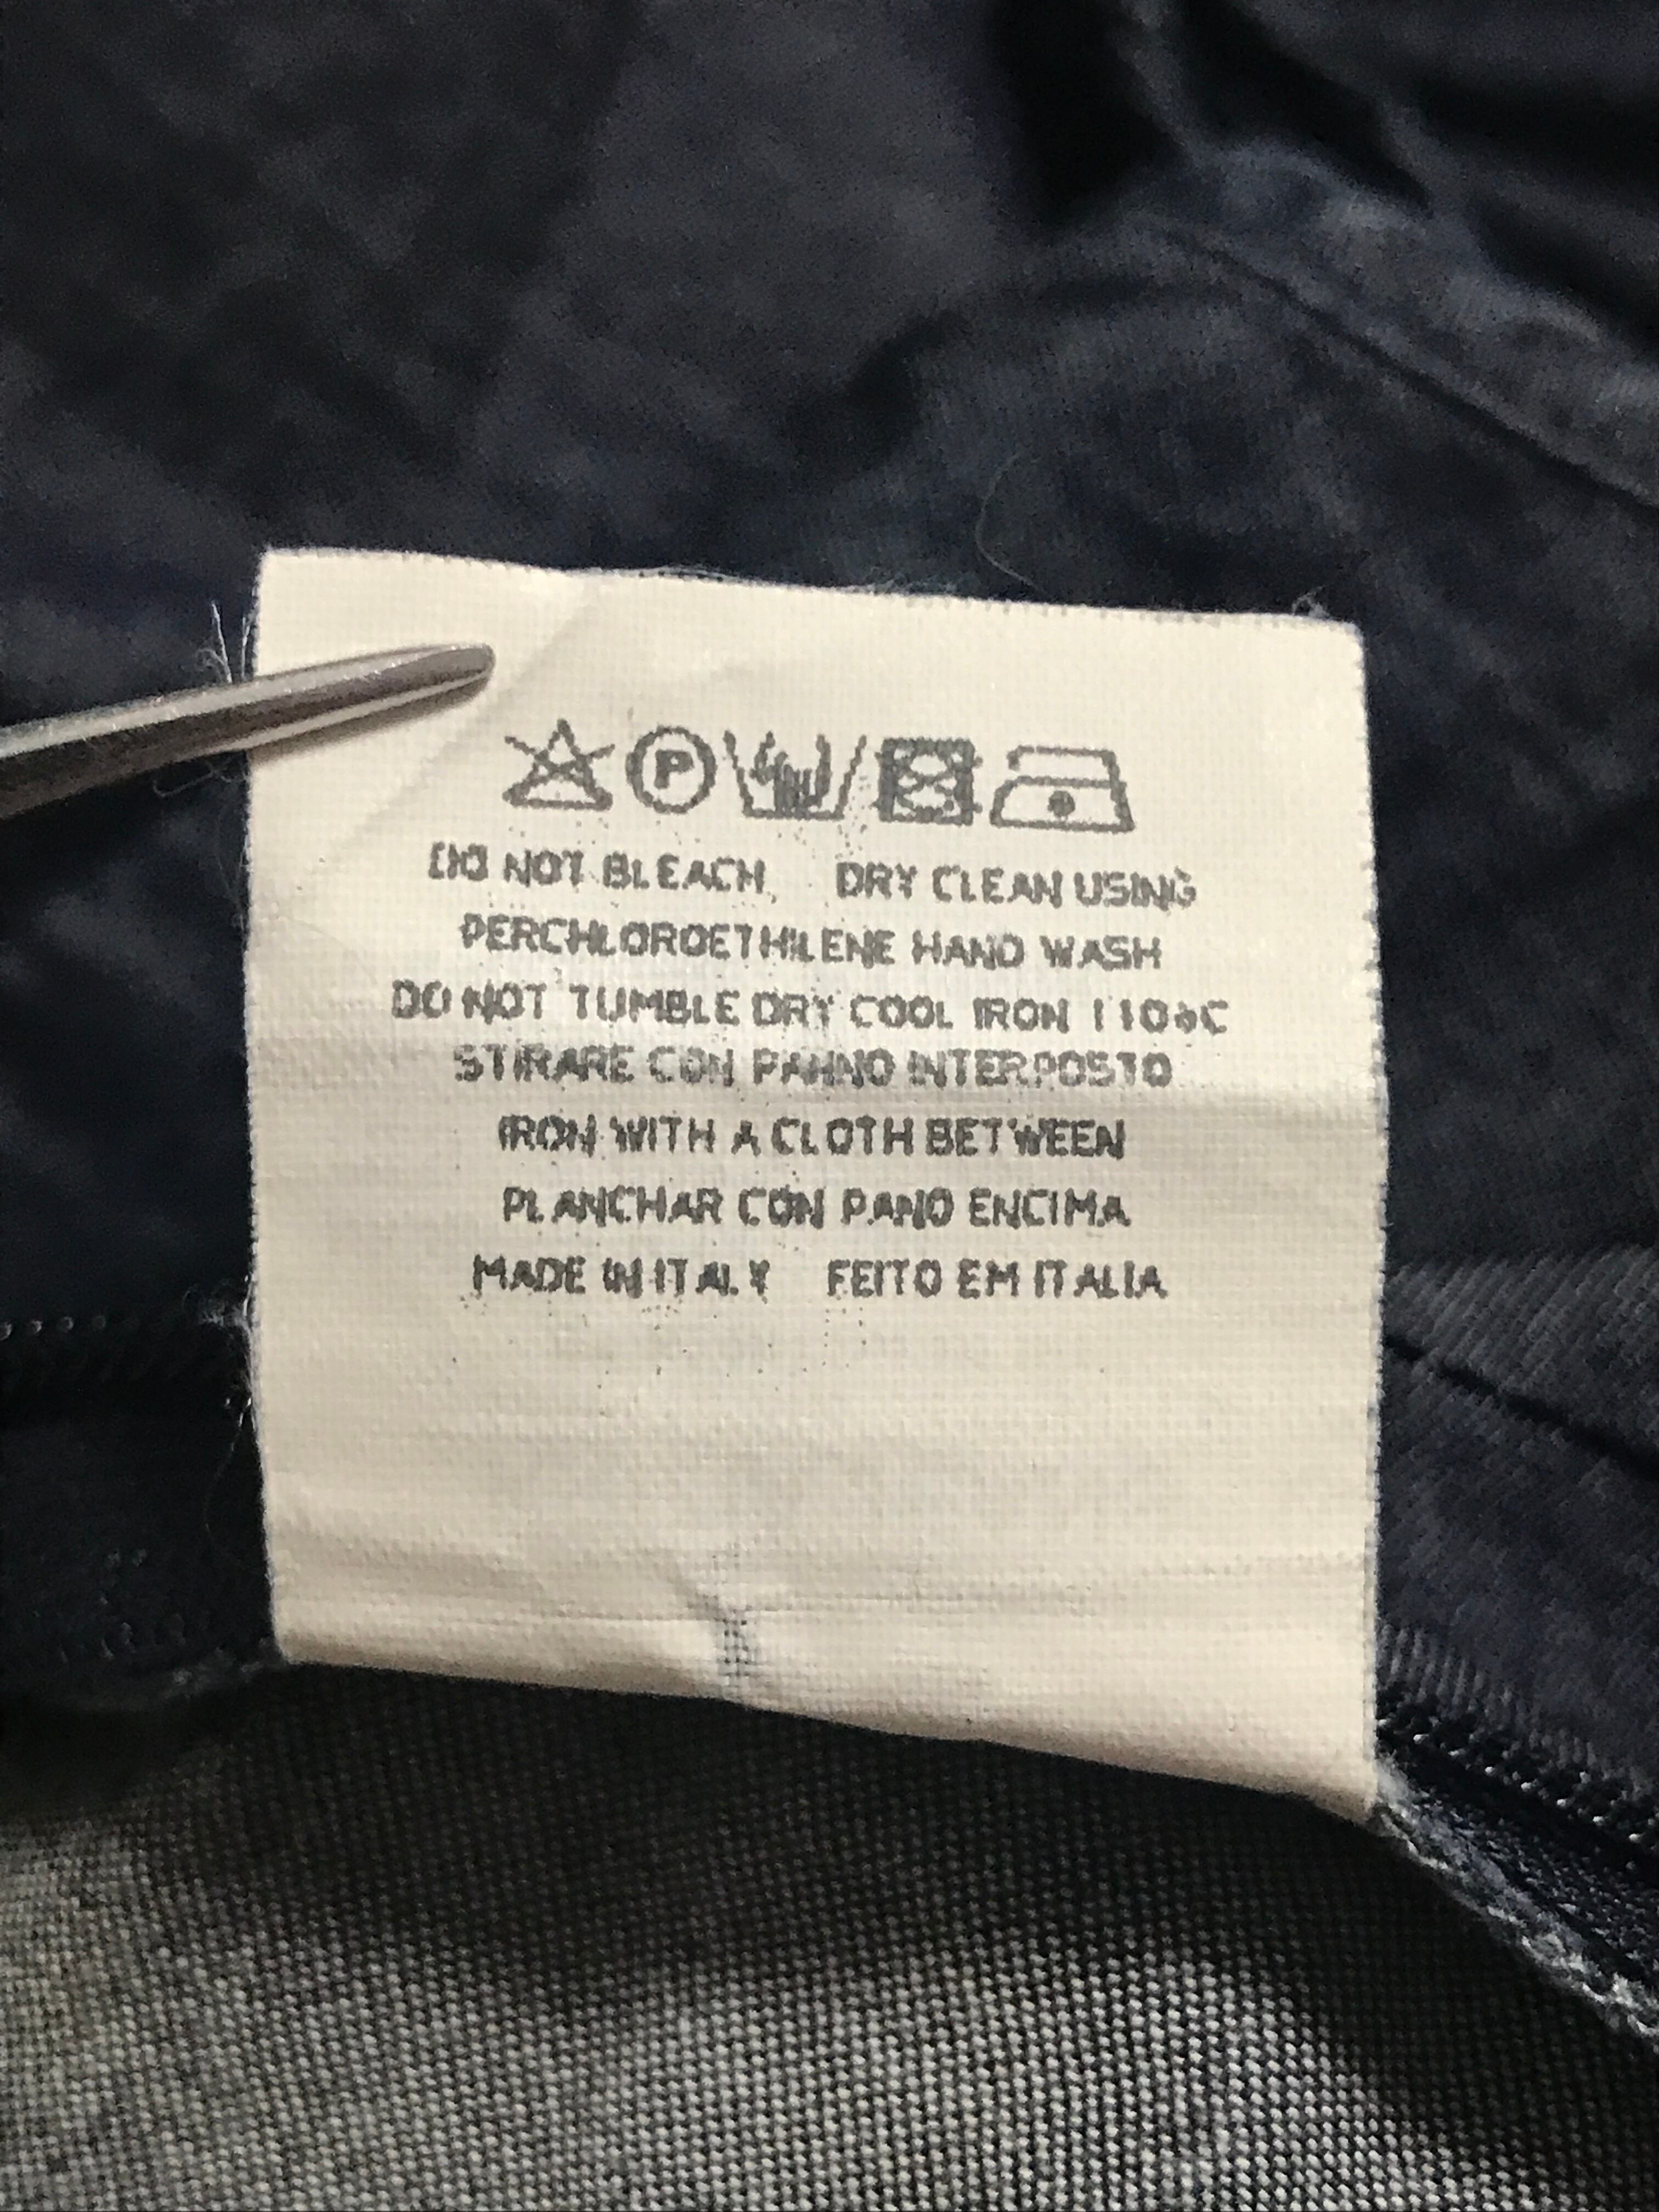 P
DO NOT BLEACH DRY CLEAN USING
PERCHLOROETHILENE HAND WASH
DO NOT TUMBLE DRY COOL IRON 110°C
STIRARE CON PANNO INTERPOSTO
IRON WITH A CLOTH BETWEEN
PLANCHAR CON PANO ENCIMA
MADE IN ITALY FEITO EM ITALIA